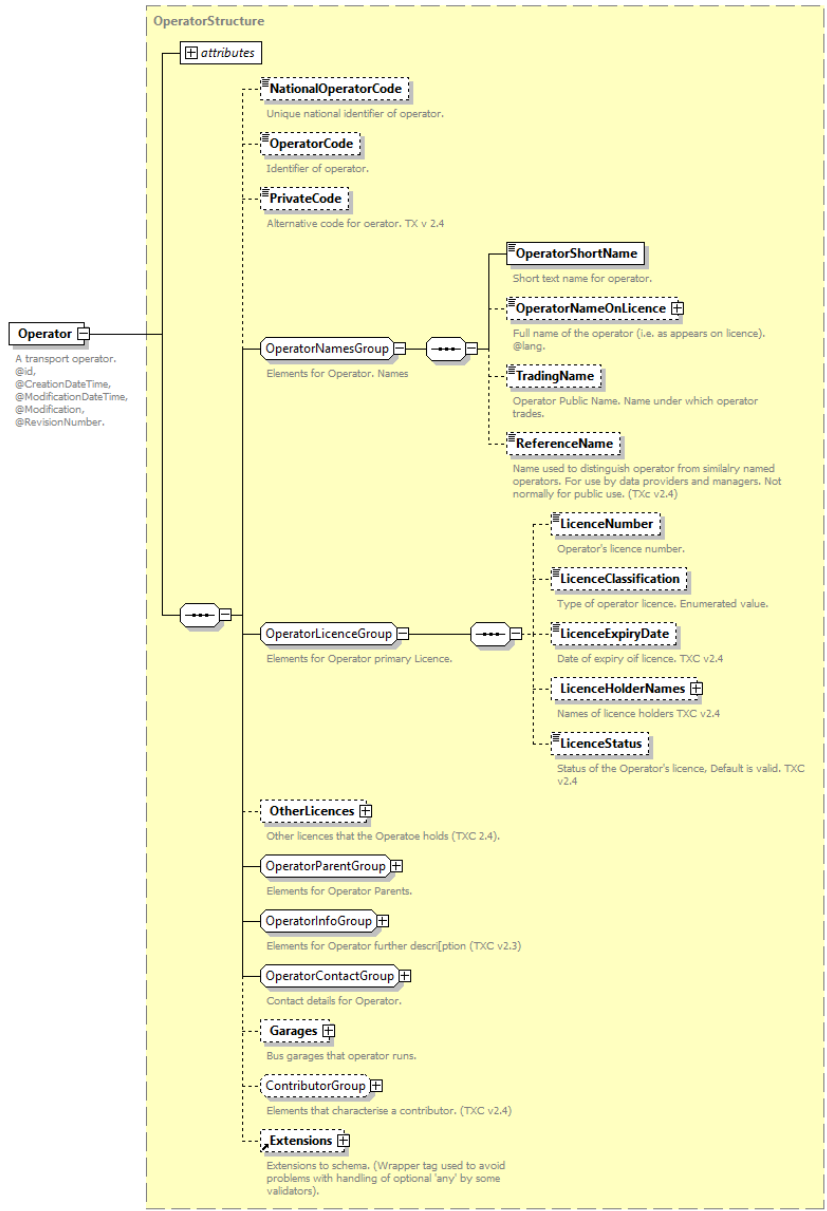 OperatorStructure
attributes
NationalOperatorCode
Unique national identifier of operator.
OperatorCode
Identifier of operator.
PrivateCode
Alternative code for oerator. TX v 2.4
OperatorShortName
Short text name for operator.
OperatorNameOnLicence
Full name of the operator (i.e. as appears on licence).
@lang.
Operator
A transport operator.
@id,
@CreationDateTime,
@ModificationDateTime,
@Modification,
@RevisionNumber.
OperatorNamesGroup
Elements for Operator. Names
TradingName
Operator Public Name. Name under which operator
trades.
ReferenceName
Name used to distinguish operator from similalry named
operators. For use by data providers and managers. Not
normally for public use. (TXc v2.4)
LicenceNumber
Operator's licence number.
LicenceClassification
Type of operator licence. Enumerated value.
OperatorLicenceGroup
Elements for Operator primary Licence.
LicenceExpiryDate
Date of expiry oif licence. TXC v2.4
LicenceHolderNames
Names of licence holders TXC v2.4
LicenceStatus
Status of the Operator's licence, Default is valid. TXC
v2.4
OtherLicences
Other licences that the Operatoe holds (TXC 2.4).
OperatorParentGroup
Elements for Operator Parents.
OperatorInfoGroup
Elements for Operator further descri[ption (TXC v2.3)
OperatorContactGroup
Contact details for Operator.
Garages
Bus garages that operator runs.
ContributorGroup
Elements that characterise a contributor. (TXC v2.4)
Extensions
Extensions to schema. (Wrapper tag used to avoid
problems with handling of optional 'any' by some
validators).